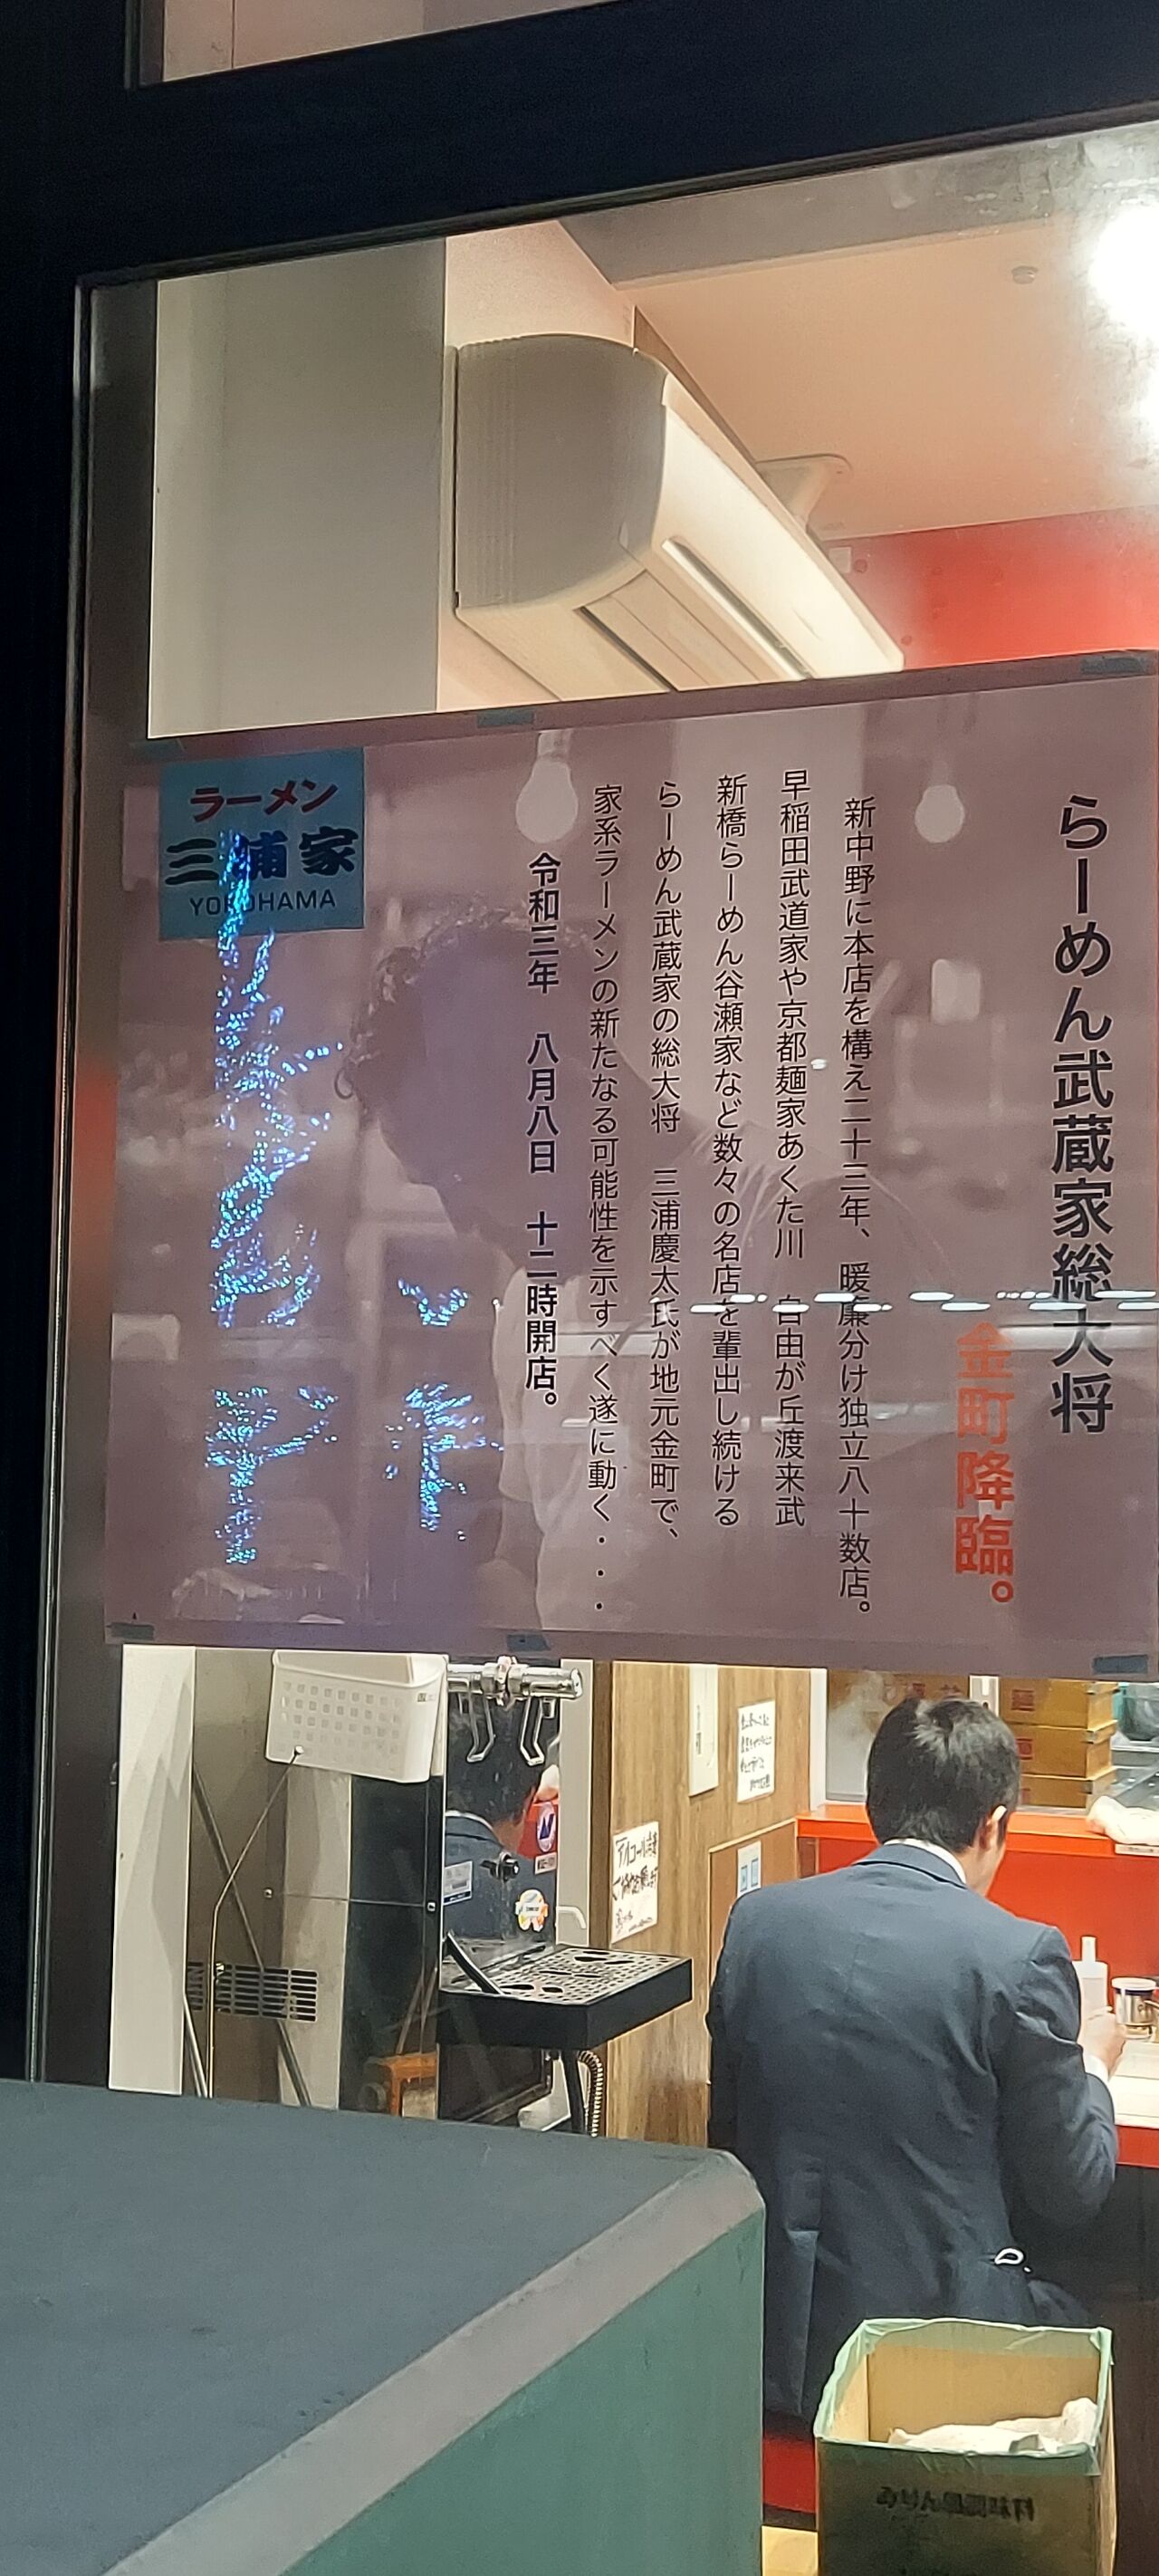 らーめん武蔵家総大将
金町降臨。
新中野に本店を構え二十三年、暖簾分け独立八十数店。
早稲田武道家や京都麺家あくた川 自由が丘渡来武
新橋らーめん谷瀬家など数々の名店を輩出し続ける
らーめん武蔵家の総大将 三浦慶太氏が地元金町で、
家系ラーメンの新たなる可能性を示すべく遂に動く・・・
令和三年 八月八日 十二時開店。
ラーメン
三浦家
YOKOHAMA